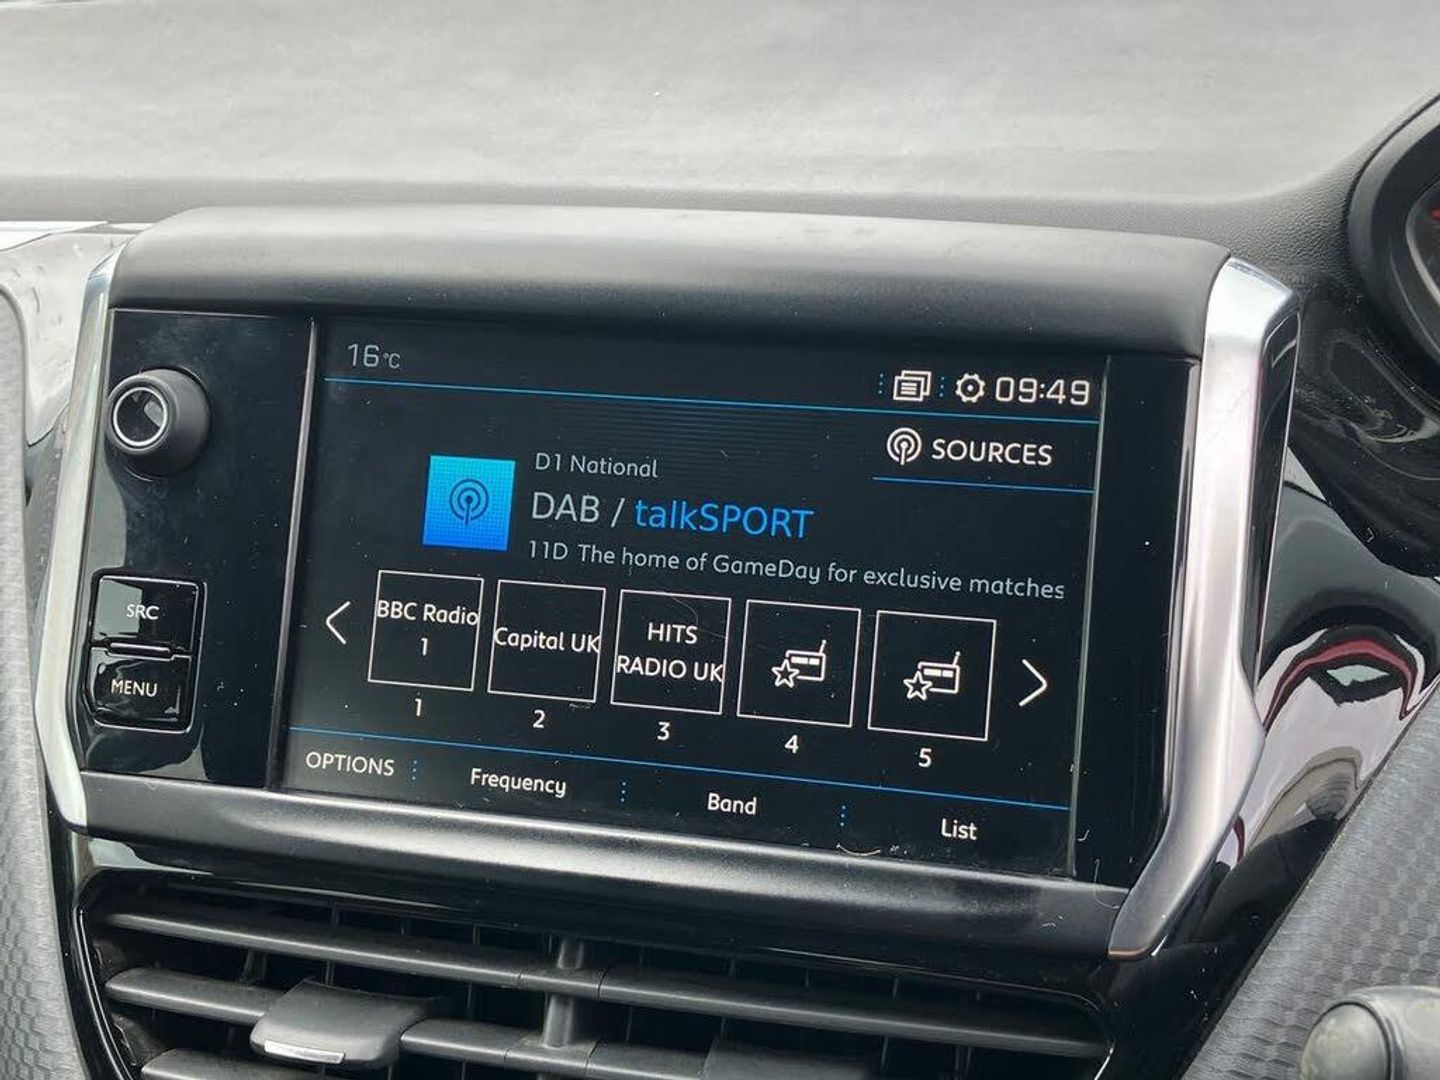 16°C
09:49
SOURCES
D1 National
DAB / talkSPORT
11D The home of GameDay for exclusive matches
BBC Radio
1
Capital UK
HITS
RADIO UK
1
2
3
4
5
SRC
MENU
OPTIONS
Frequency
Band
List